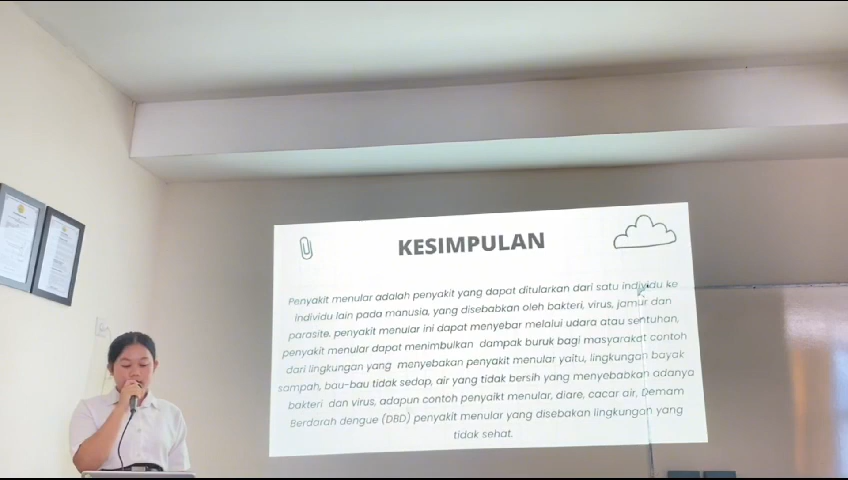 KESIMPULAN
Penyakit menular adalah penyakit yang dapat ditularkan dari satu individu ke
individu lain pada manusia, yang disebabkan oleh bakteri, virus, jamur dan
parasite, penyakit menular ini dapat menyebar melalui udara atau sentuhan,
penyakit menular dapat menimbulkan dampak buruk bagi masyarakat contoh
dari lingkungan yang menyebakan penyakit menular yaitu, lingkungan bayak
sampah, bau-bau tidak sedap, air yang tidak bersih yang menyebabkan adanya
bakteri dan virus, adapun contoh penyaikt menular, diare, cacar air, Demam
Berdarah dengue (DBD) penyakit menular yang disebakan lingkungan yang
tidak sehat.